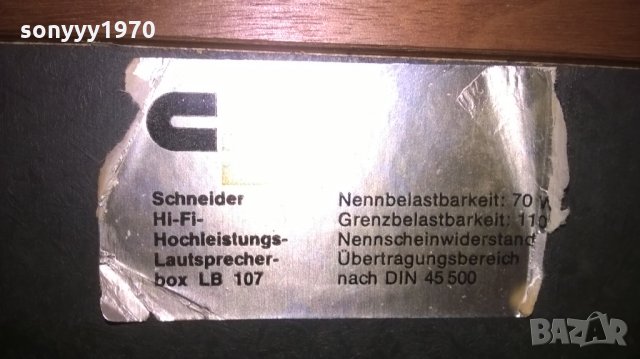 sonyyy1970
Schneider
Hi-Fi-
Hochleistungs-
Lautsprecher-
box LB 107
Nennbelastbarkeit: 70
Grenzbelastbarkeit: 110
Nennscheinwiderstand
Übertragungsbereich
nach DIN 45 500
BAZAR